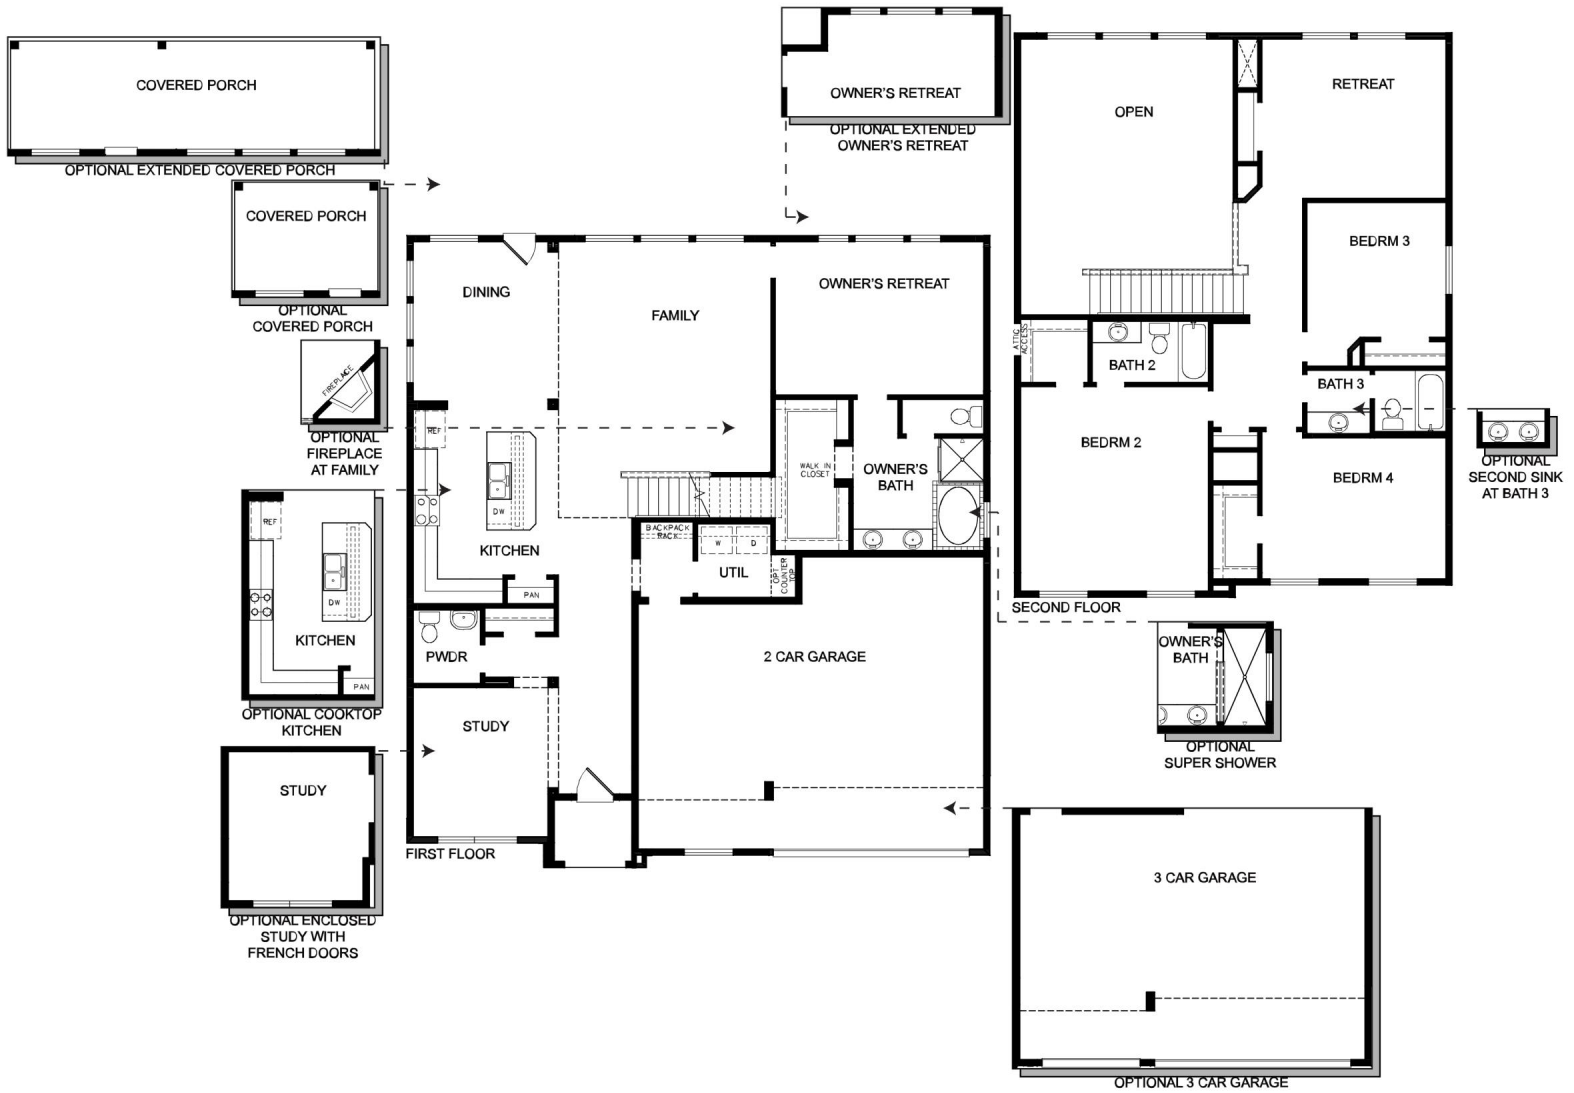 COVERED PORCH
OPTIONAL EXTENDED COVERED PORCH
COVERED PORCH
OPTIONAL
COVERED PORCH
FIREPLACE
OPTIONAL
FIREPLACE
AT FAMILY
REF
DW
KITCHEN
PAN
OPTIONAL COOKTOP
KITCHEN
STUDY
OPTIONAL ENCLOSED
STUDY WITH
FRENCH DOORS
OWNER'S RETREAT
OPTIONAL EXTENDED
OWNER'S RETREAT
DINING
FAMILY
OWNER'S RETREAT
REF
DW
KITCHEN
PAN
WALK IN
CLOSET
OWNER'S
BATH
BACKPACK
RACK
W
D
UTIL
OPT
COUNTER
TOP
PWDR
2 CAR GARAGE
STUDY
FIRST FLOOR
OPEN
RETREAT
BEDRM 3
ATTIC
ACCESS
BATH 2
BATH 3
BEDRM 2
BEDRM 4
SECOND FLOOR
OPTIONAL
SECOND SINK
AT BATH 3
OWNER'S
BATH
OPTIONAL
SUPER SHOWER
3 CAR GARAGE
OPTIONAL 3 CAR GARAGE